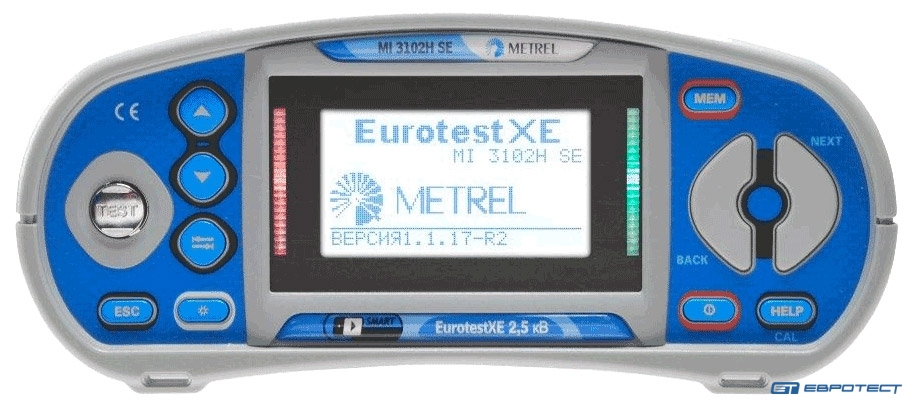 MI 3102H SE METREL
CE
MEM
NEXT
EurotestXE
MI 3102H SE
METREL
ВЕРСИЯ1.1.17-R2
TEST
BACK
ESC
HELP
CAL
SMART
EurotestXE 2,5 кВ
ET ЕВРОТЕСТ